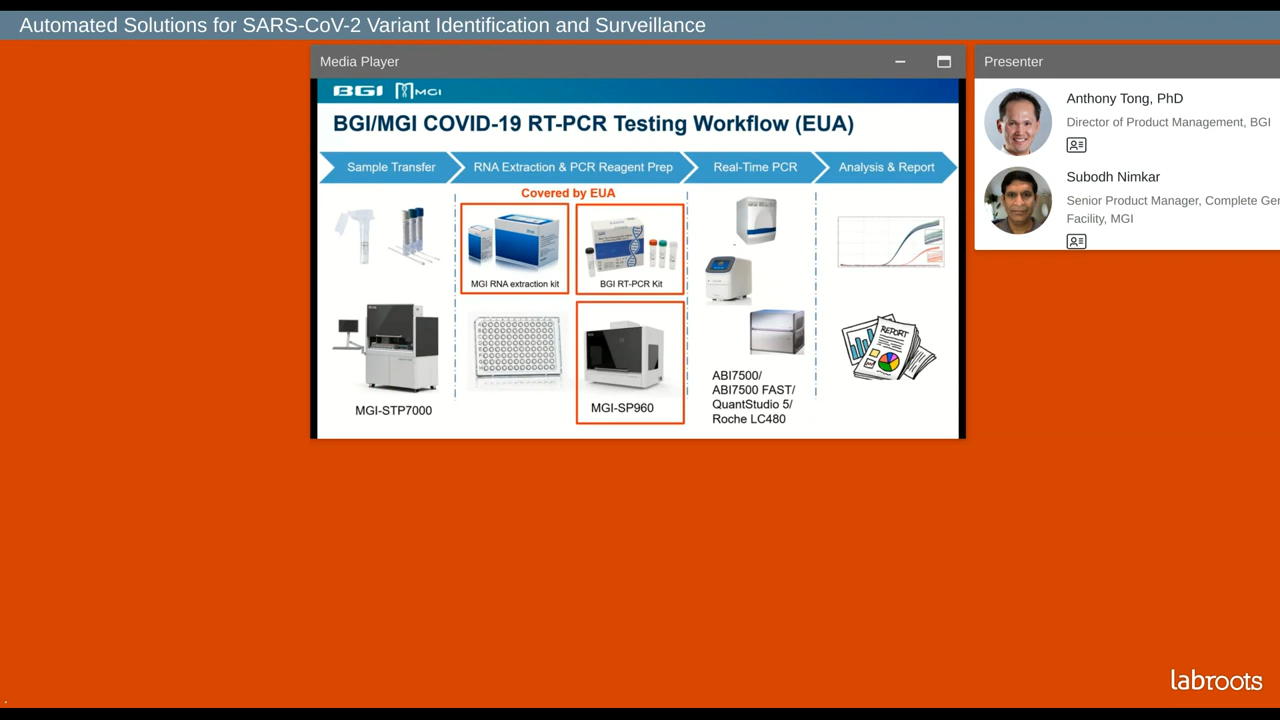 Automated Solutions for SARS-CoV-2 Variant Identification and Surveillance
Media Player
BGI MGI
BGI/MGI COVID-19 RT-PCR Testing Workflow (EUA)
Sample Transfer
RNA Extraction & PCR Reagent Prep
Real-Time PCR
Analysis & Report
Covered by EUA
MGI RNA extraction kit
BGI RT-PCR Kit
REPORT
MGI-STP7000
MGI-SP960
ABI7500/
ABI7500 FAST/
QuantStudio 5/
Roche LC480
Presenter
Anthony Tong, PhD
Director of Product Management, BGI
Subodh Nimkar
Senior Product Manager, Complete Gen
Facility, MGI
labroots